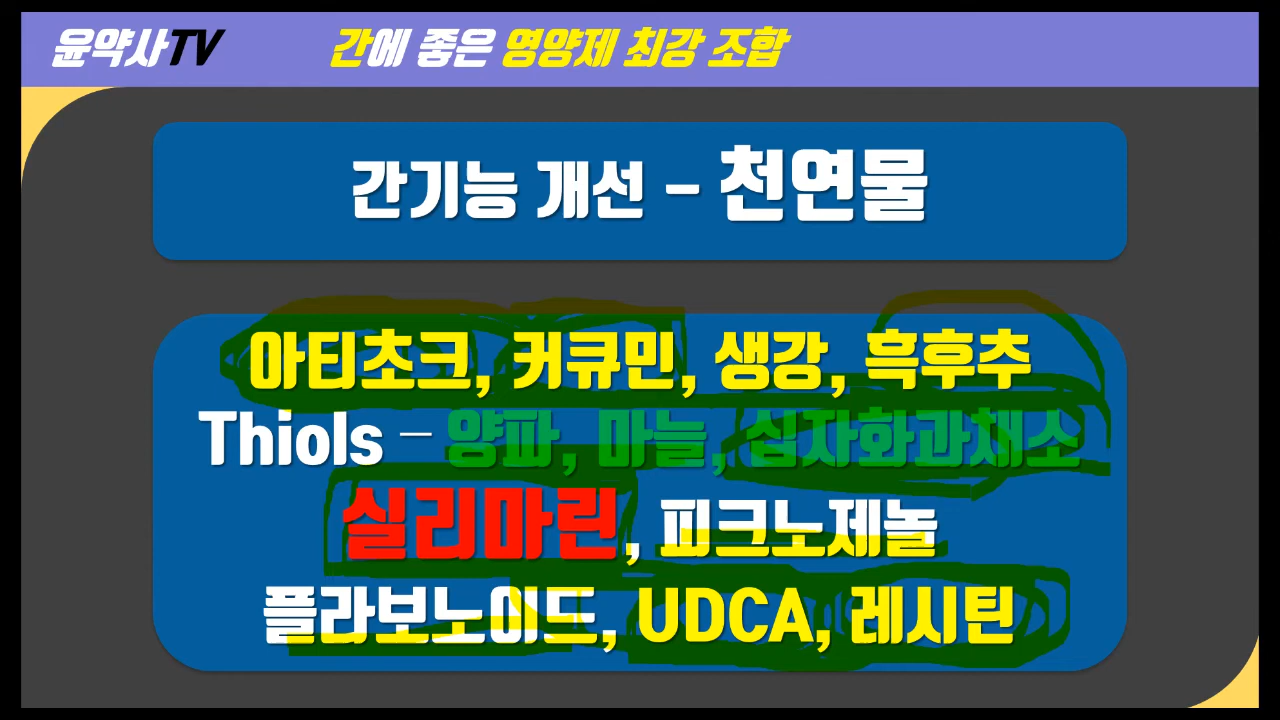 윤약사TV 간에 좋은 영양제 최강 조합
간기능 개선 - 천연물
아티초크, 커큐민, 생강, 흑후추
Thiols – 양파, 마늘, 십자화과채소
실리마린, 피크노제놀
플라보노이드, UDCA, 레시틴